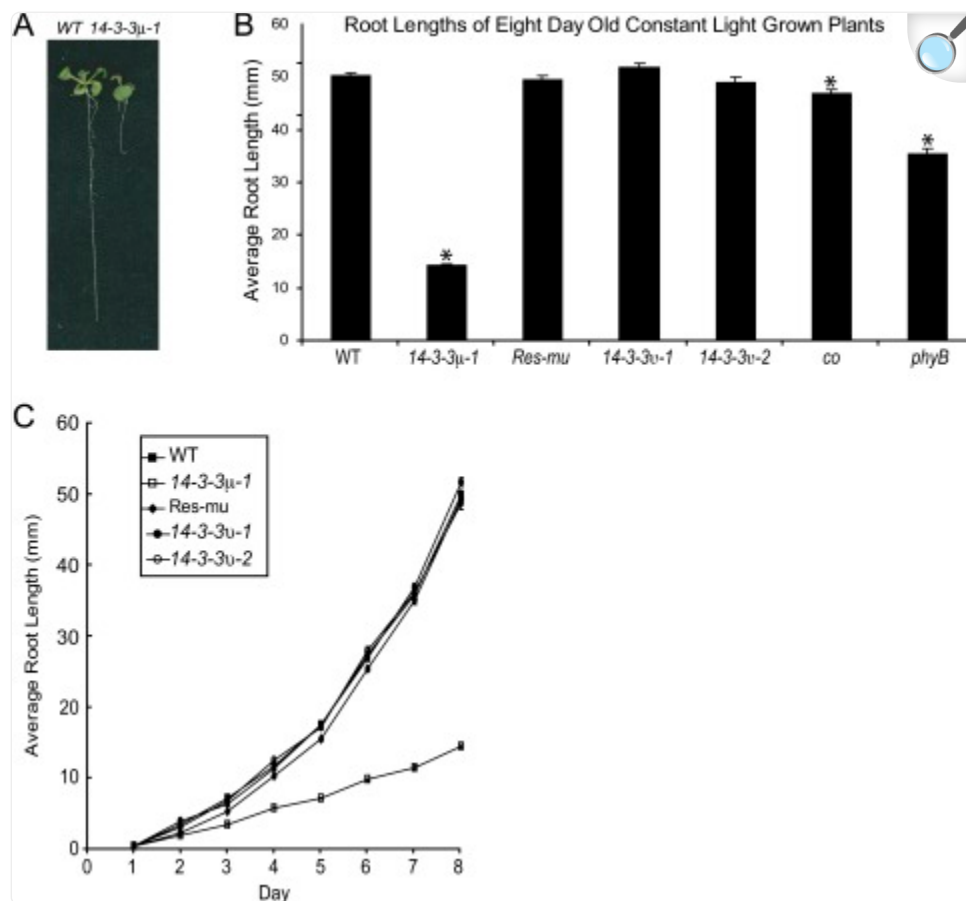 A
WT 14-3-3μ-1
B
Root Lengths of Eight Day Old Constant Light Grown Plants
Average Root Length (mm)
60
50
40
30
20
10
0
*
*
*
WT
14-3-3μ-1
Res-mu
14-3-3υ-1
14-3-3υ-2
co
phyB
C
Average Root Length (mm)
60
50
40
30
20
10
0
WT
14-3-3μ-1
Res-mu
14-3-3υ-1
14-3-3υ-2
0 1 2 3 4 5 6 7 8
Day